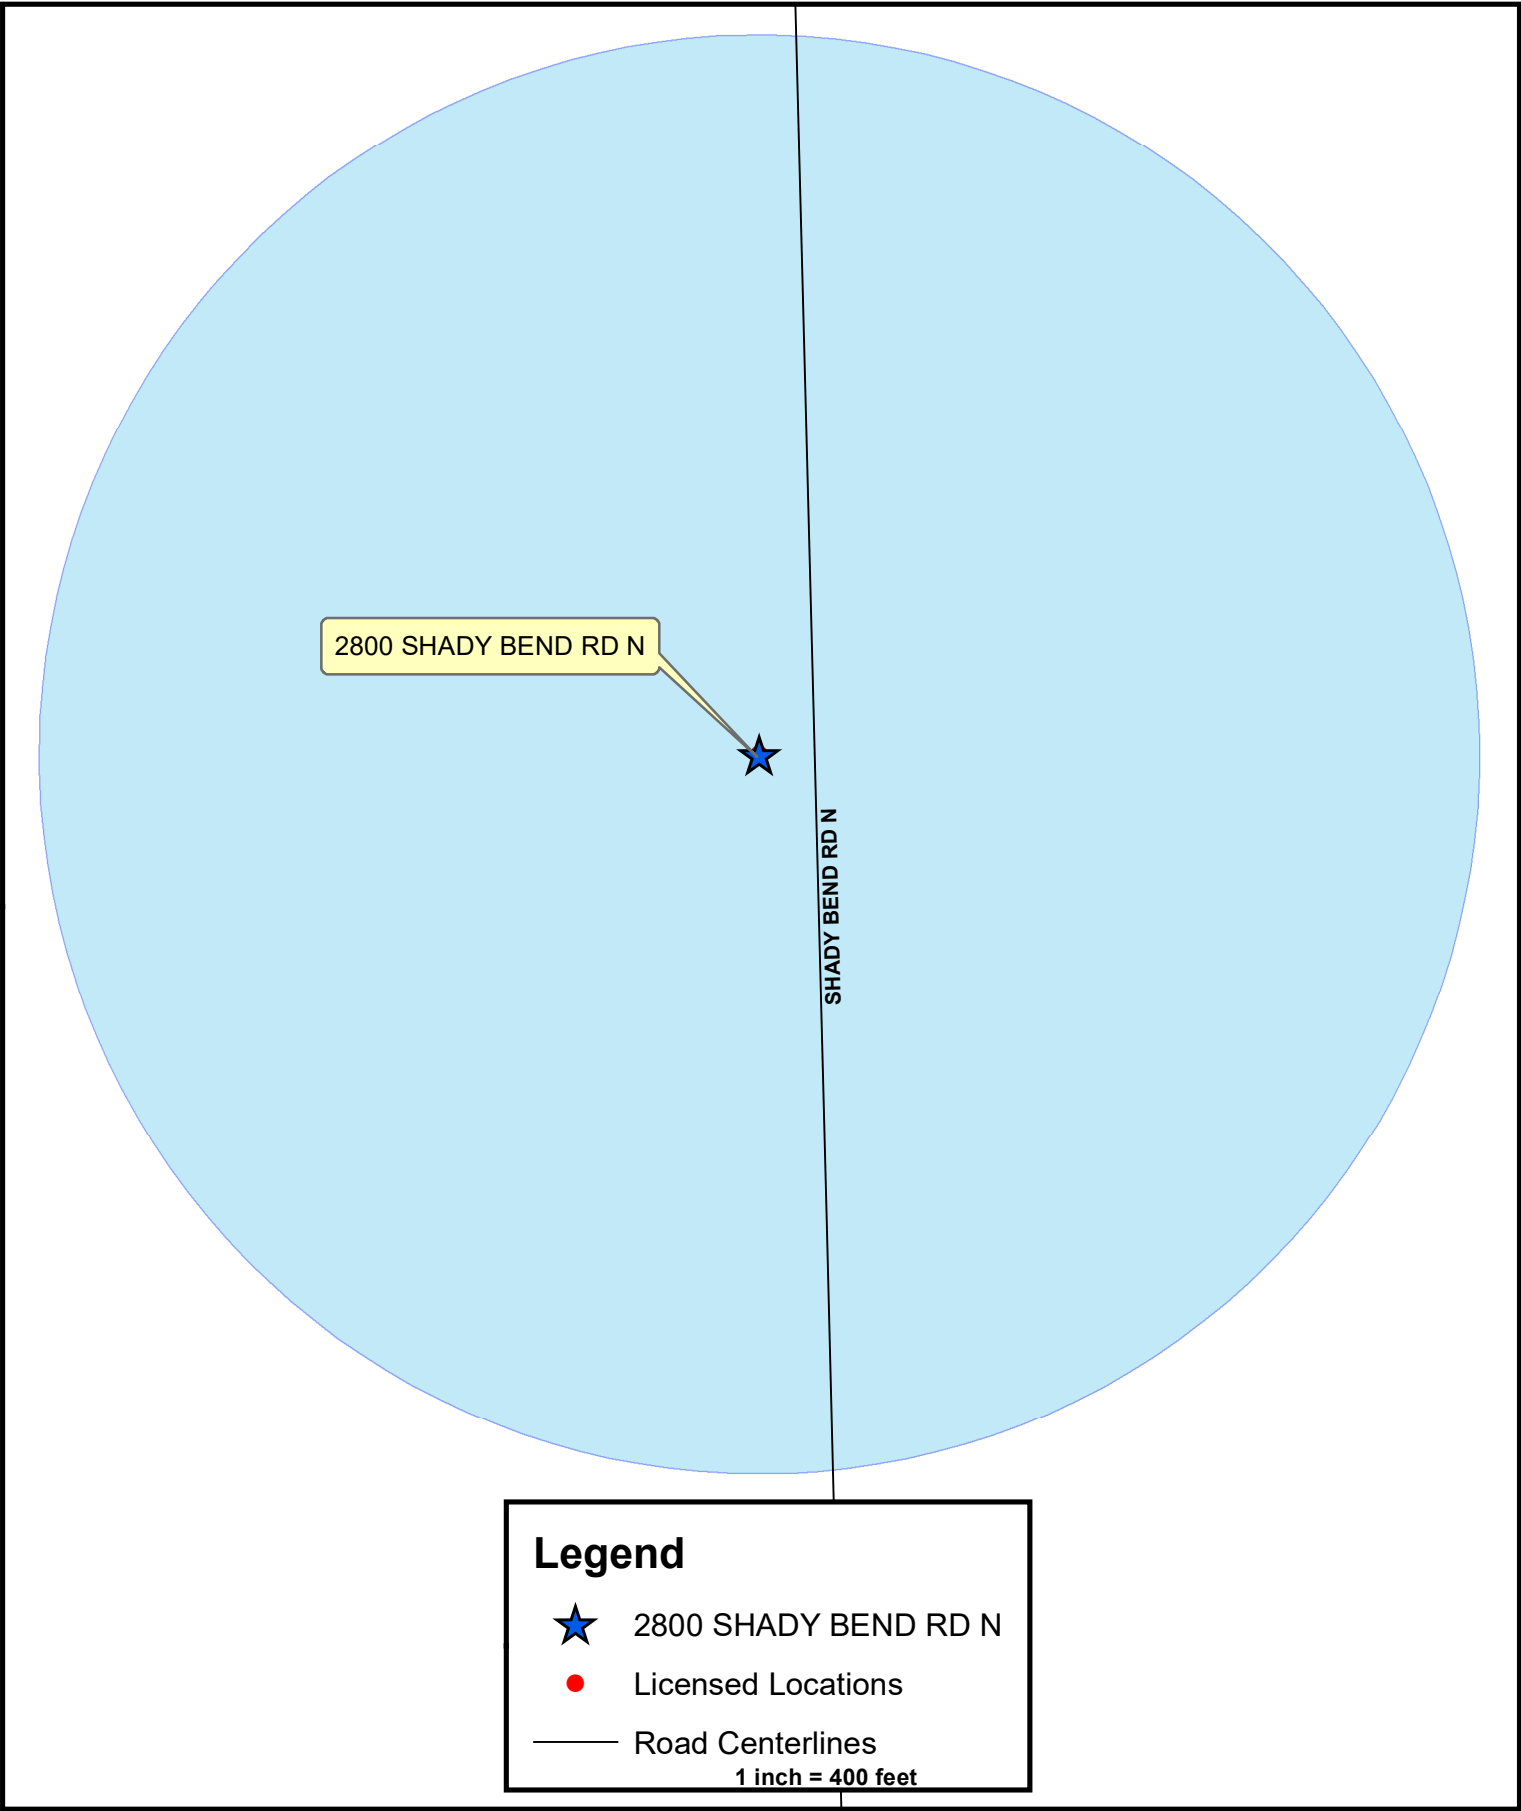 2800 SHADY BEND RD N
SHADY BEND RD N
Legend
2800 SHADY BEND RD N
Licensed Locations
Road Centerlines
1 inch = 400 feet